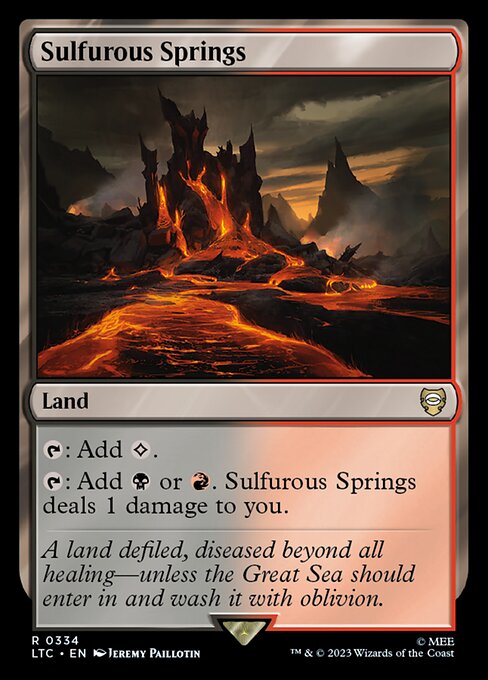 Sulfurous Springs
Land
: Add .
: Add or . Sulfurous Springs
deals 1 damage to you.
A land defiled, diseased beyond all
healing—unless the Great Sea should
enter in and wash it with oblivion.
R 0334
LTC • EN JEREMY PAILLOTIN
© MEE
™ & © 2023 Wizards of the Coast